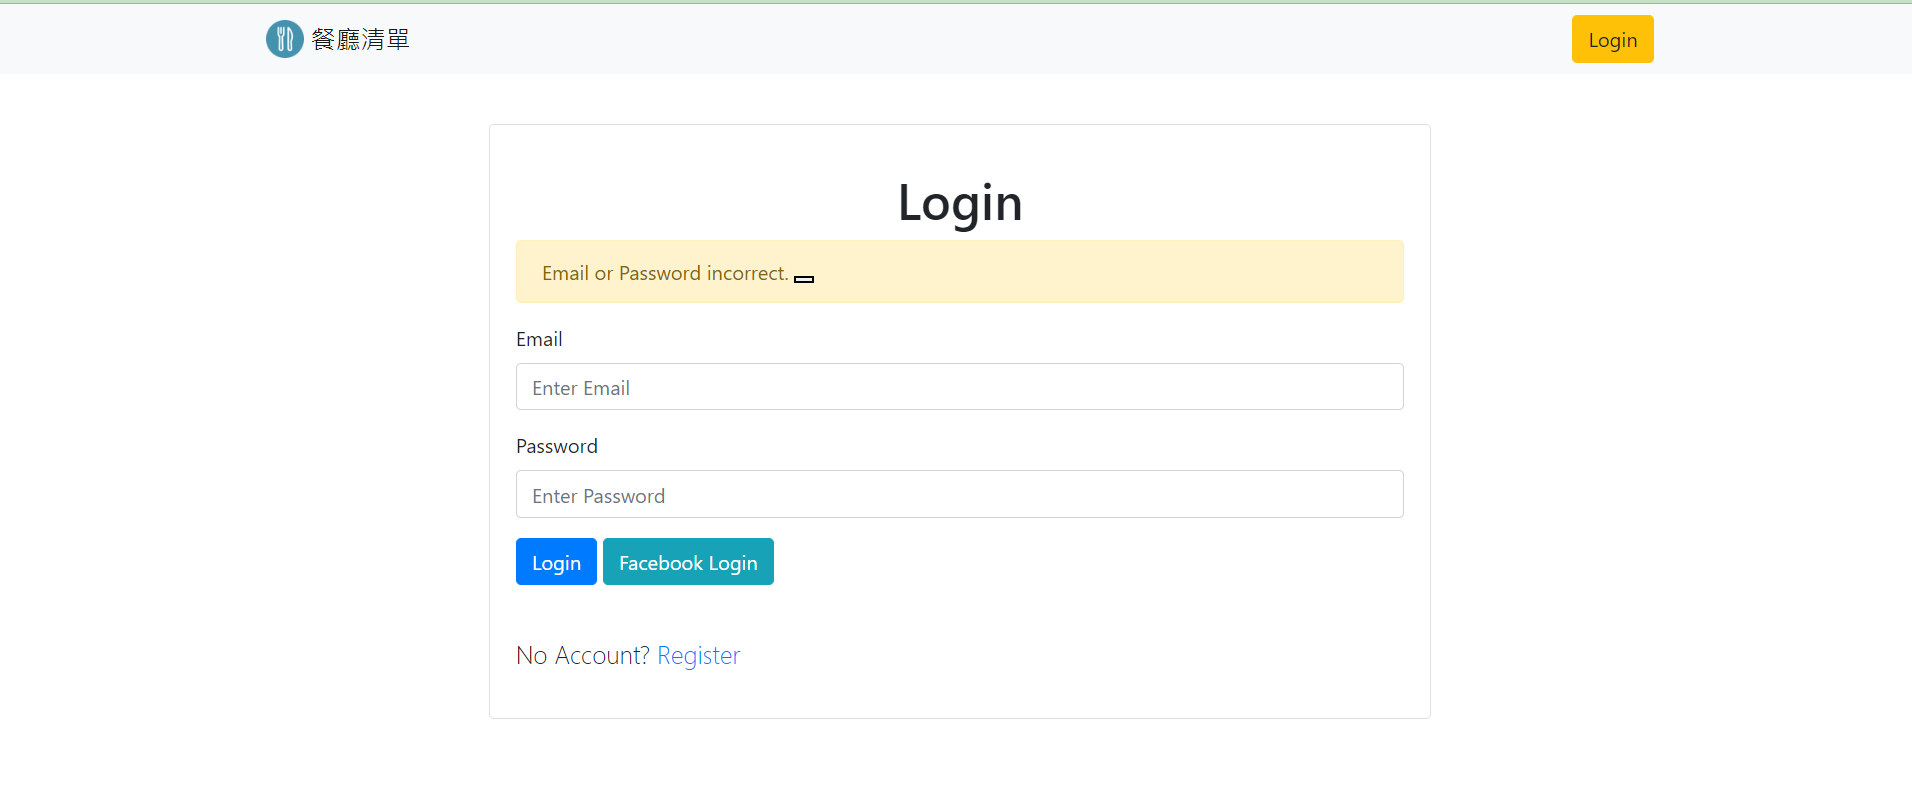 餐廳清單
Login
Login
Email or Password incorrect.
Email
Enter Email
Password
Enter Password
Login Facebook Login
No Account? Register